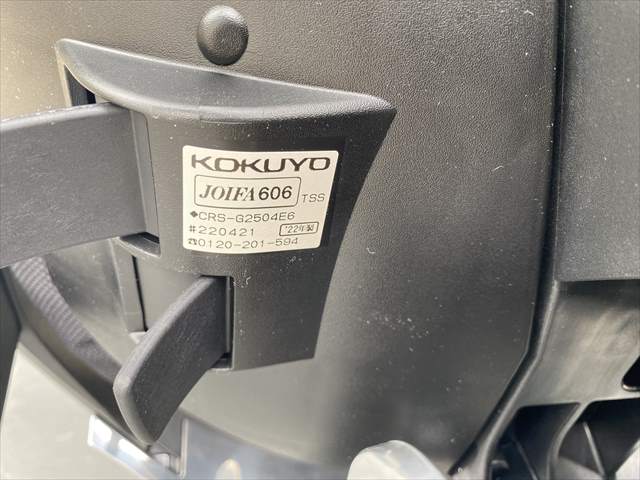 KOKUYO
JOIFA606 TSS
◆CRS-G2504E6
#220421 '22年製
☎0120-201-594